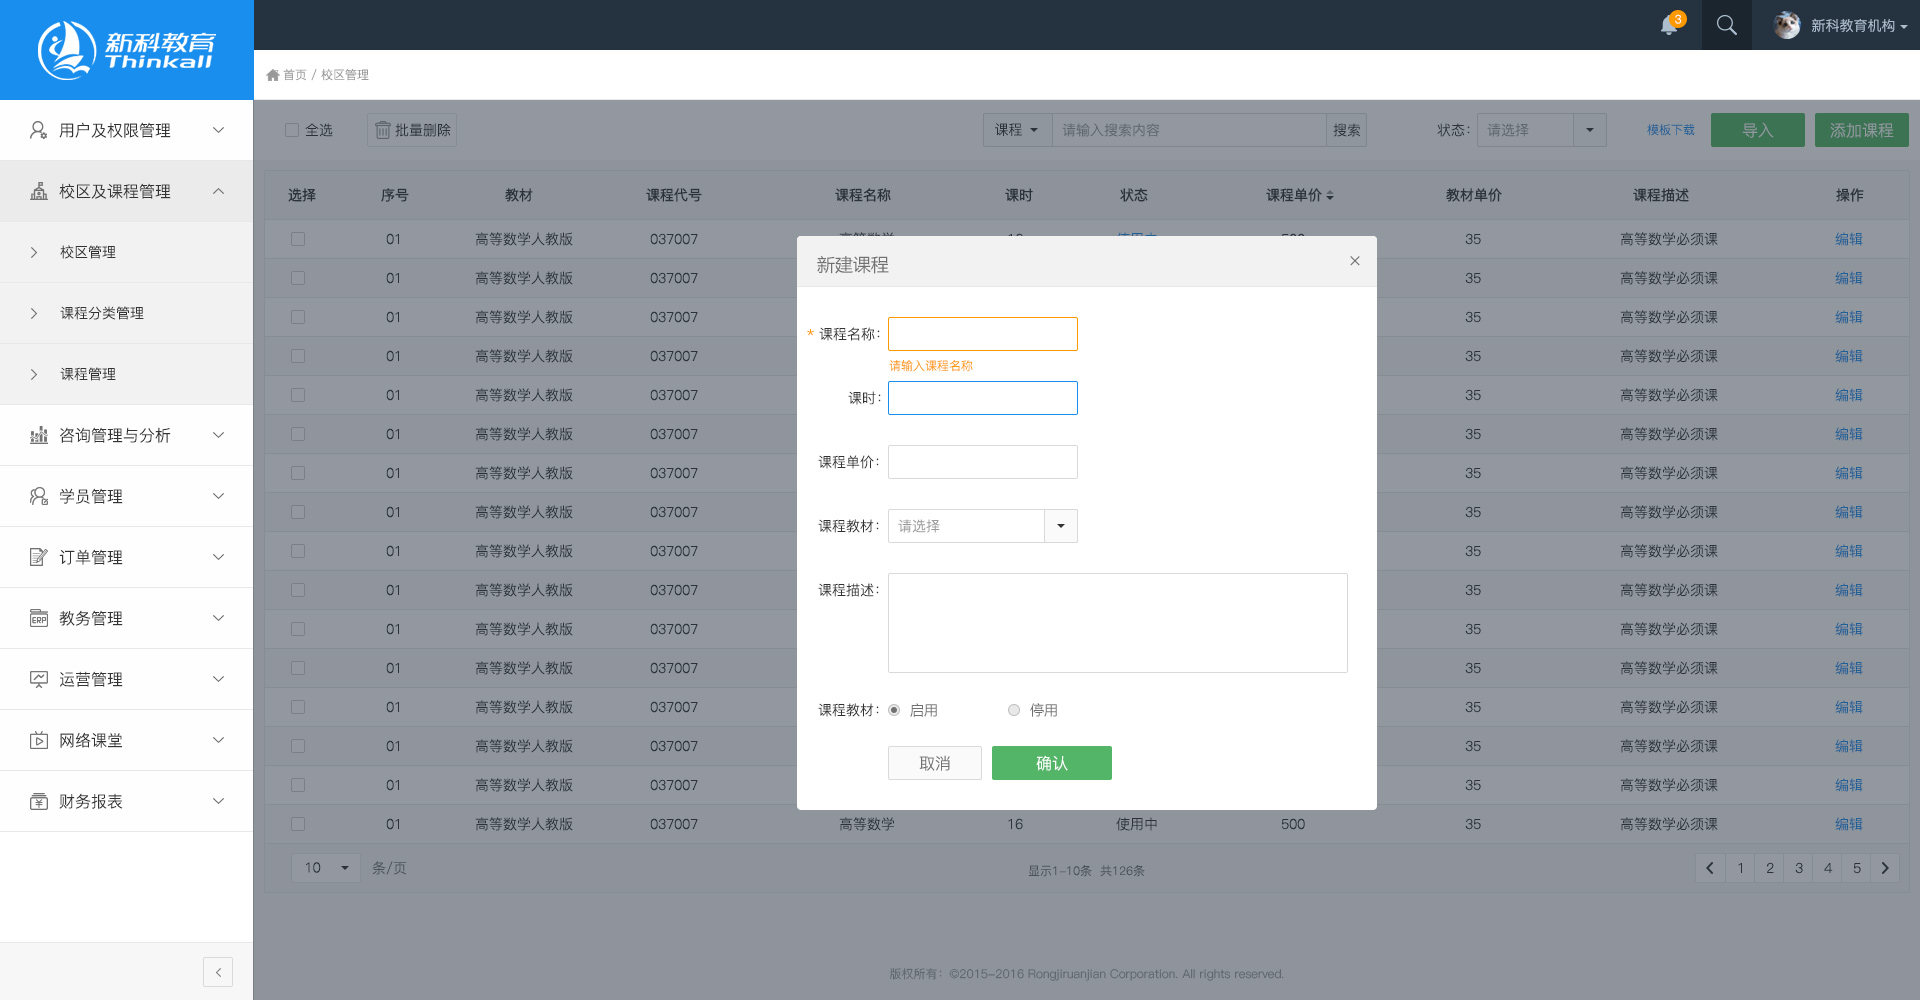 新科教育
Thinkall
3
新科教育机构
首页 / 校区管理
用户及权限管理
校区及课程管理
校区管理
课程分类管理
课程管理
咨询管理与分析
学员管理
订单管理
ERP 教务管理
运营管理
网络课堂
财务报表
全选 批量删除 课程 请输入搜索内容 搜索 状态: 请选择 模板下载 导入 添加课程
选择 序号 教材 课程代号 课程名称 课时 状态 课程单价 教材单价 课程描述 操作
01 高等数学人教版 037007 高等数学 16 使用中 500 35 高等数学必须课 编辑
01 高等数学人教版 037007 35 高等数学必须课 编辑
01 高等数学人教版 037007 35 高等数学必须课 编辑
01 高等数学人教版 037007 35 高等数学必须课 编辑
01 高等数学人教版 037007 35 高等数学必须课 编辑
01 高等数学人教版 037007 35 高等数学必须课 编辑
01 高等数学人教版 037007 35 高等数学必须课 编辑
01 高等数学人教版 037007 35 高等数学必须课 编辑
01 高等数学人教版 037007 35 高等数学必须课 编辑
01 高等数学人教版 037007 35 高等数学必须课 编辑
01 高等数学人教版 037007 35 高等数学必须课 编辑
01 高等数学人教版 037007 35 高等数学必须课 编辑
01 高等数学人教版 037007 35 高等数学必须课 编辑
01 高等数学人教版 037007 35 高等数学必须课 编辑
01 高等数学人教版 037007 35 高等数学必须课 编辑
01 高等数学人教版 037007 高等数学 16 使用中 500 35 高等数学必须课 编辑
新建课程
* 课程名称:
请输入课程名称
课时:
课程单价:
课程教材: 请选择
课程描述:
课程教材: 启用 停用
取消 确认
10 条/页 显示1-10条 共126条 1 2 3 4 5
版权所有: ©2015-2016 Rongjiruanjian Corporation. All rights reserved.